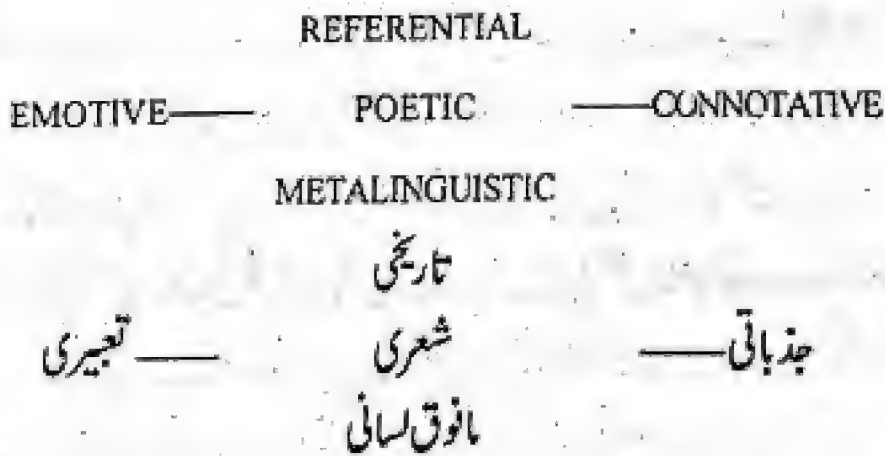 REFERENTIAL
EMOTIVE—— POETIC ——CONNOTATIVE
METALINGUISTIC
تاریخی
جذباتی—— شعری ——تعبیری
مافوق لسانی